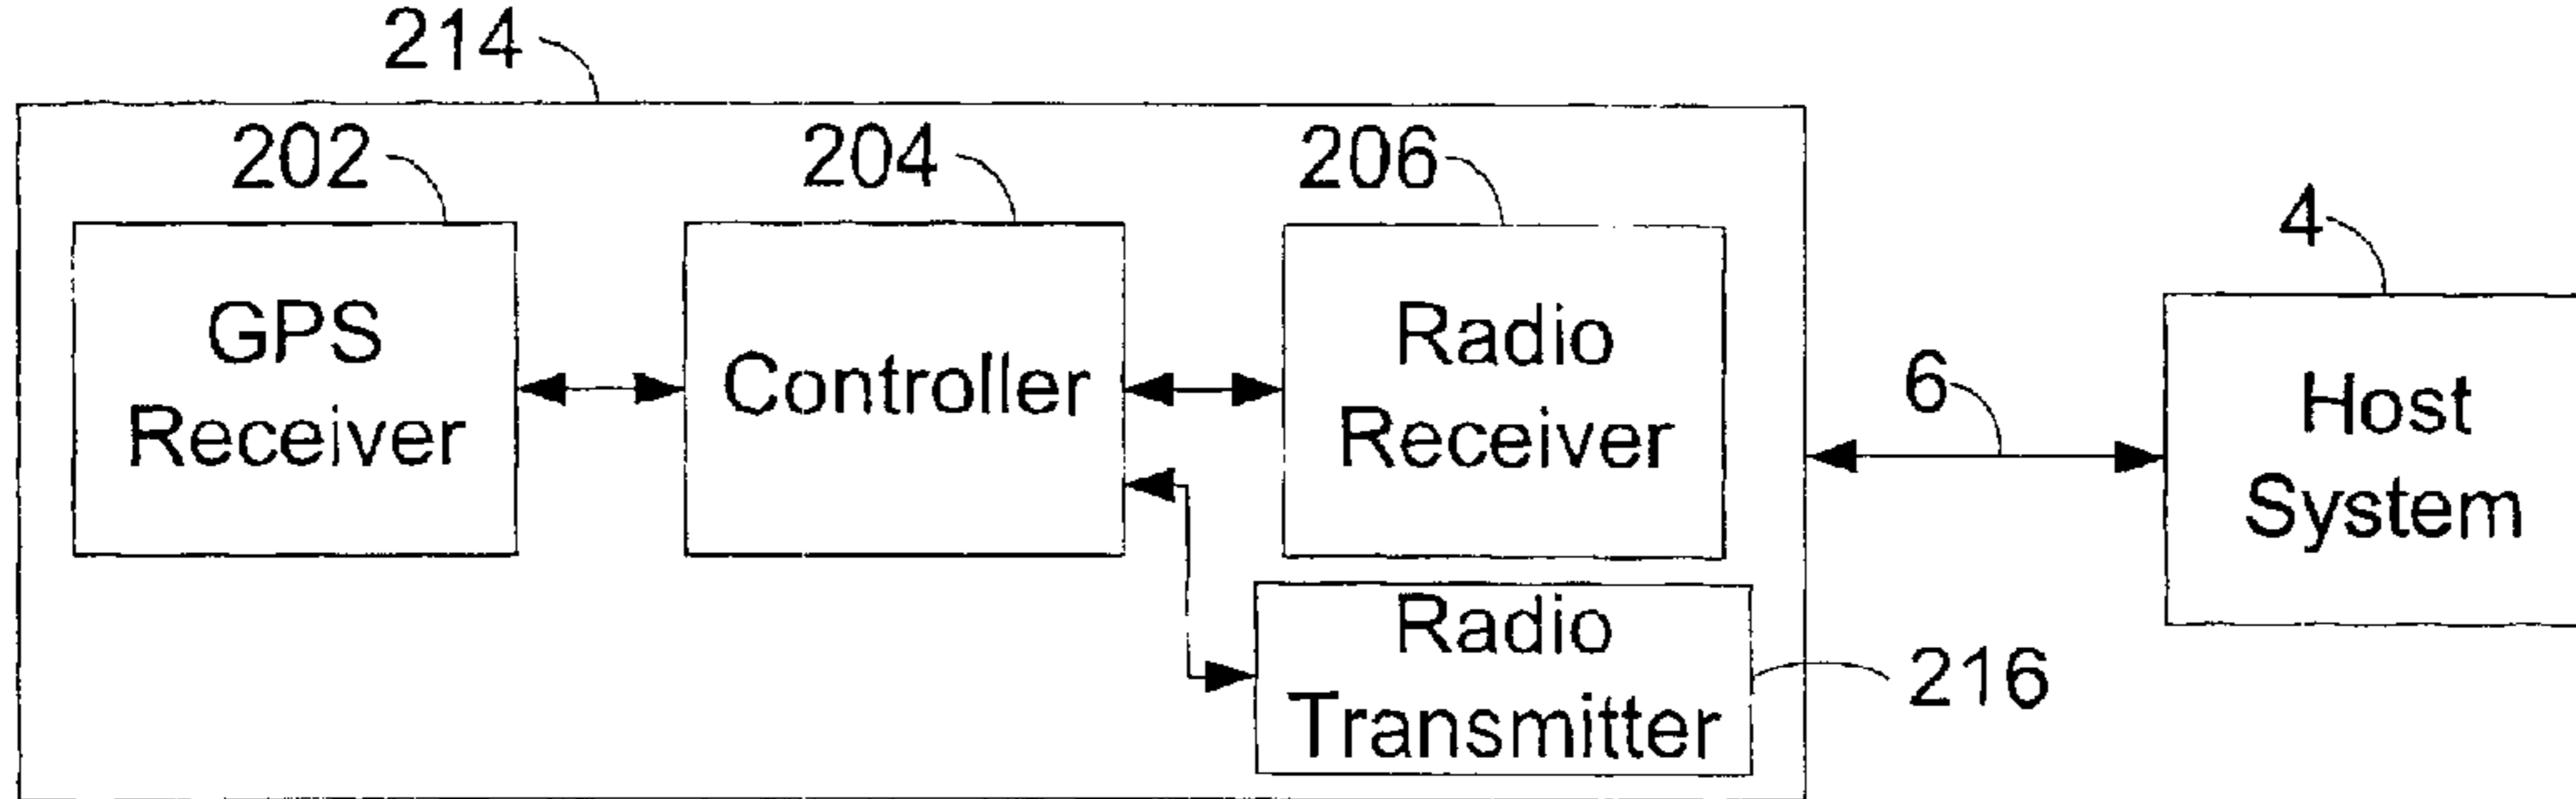 214
202
204
206
4
GPS
Receiver
Controller
Radio
Receiver
6
Host
System
Radio
Transmitter
216